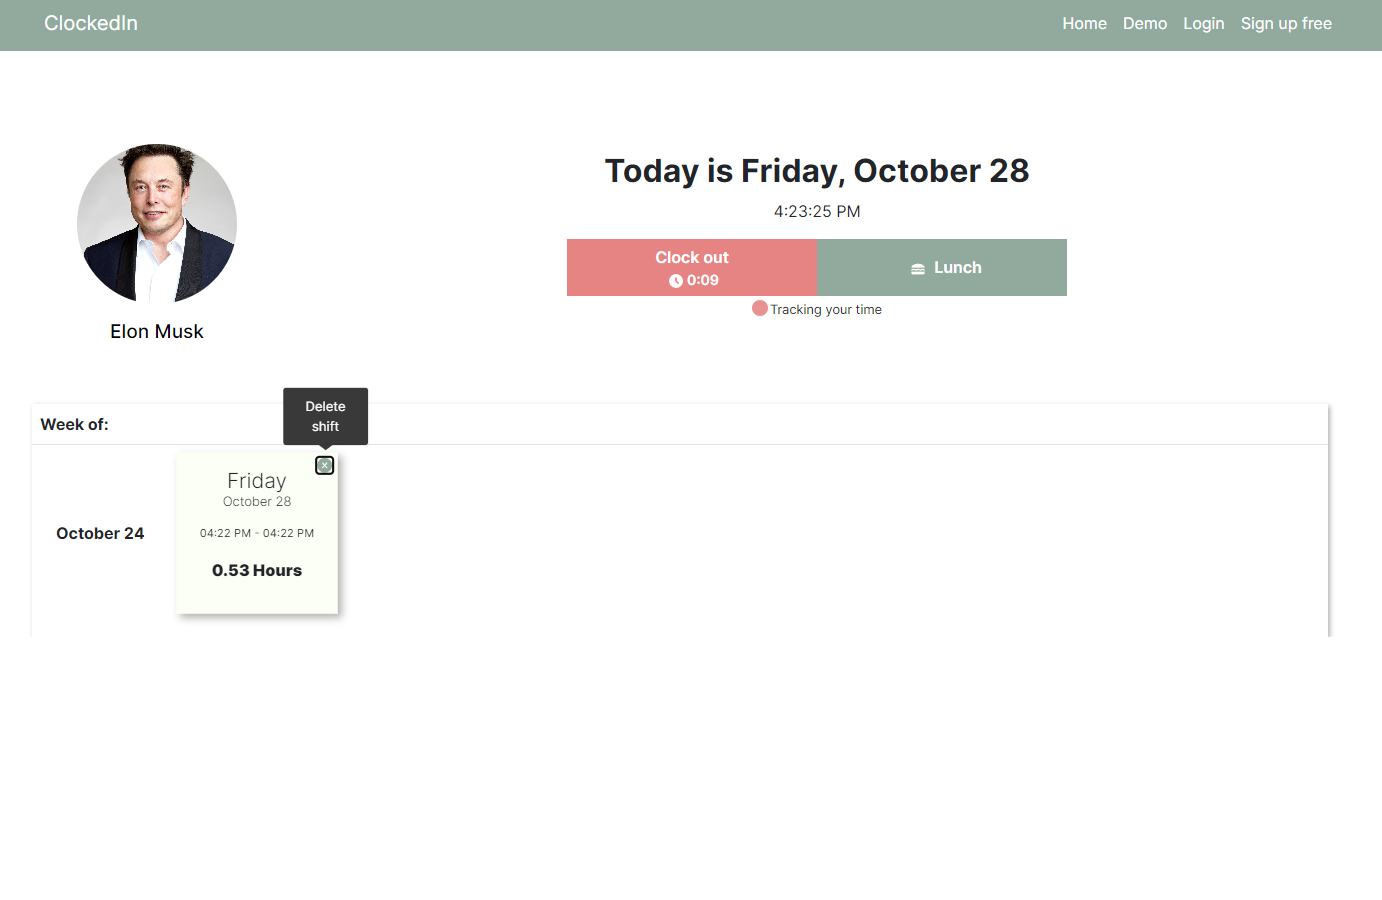 ClockedIn
Home Demo Login Sign up free
Today is Friday, October 28
4:23:25 PM
Clock out
0:09
Lunch
Tracking your time
Elon Musk
Delete
shift
Week of:
Friday
October 28
October 24
04:22 PM - 04:22 PM
0.53 Hours